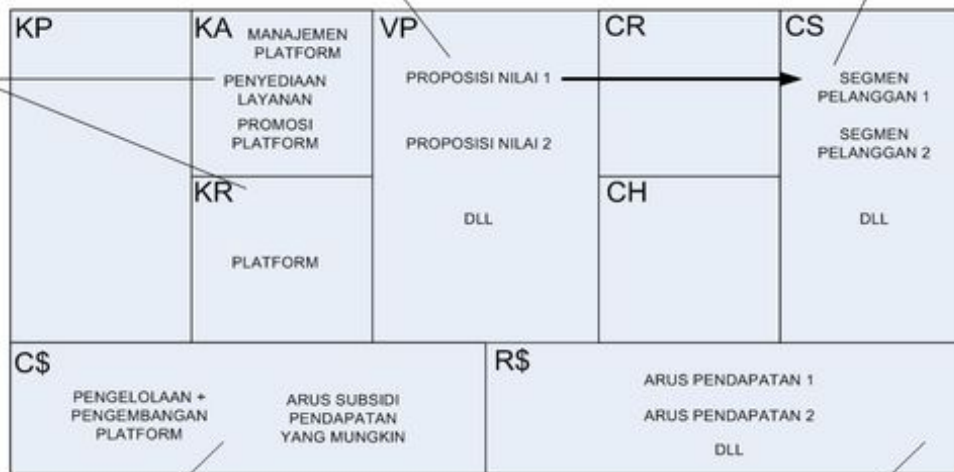 KP
KA
MANAJEMEN
PLATFORM
PENYEDIAAN
LAYANAN
PROMOSI
PLATFORM
KR
PLATFORM
VP
PROPOSISI NILAI 1
PROPOSISI NILAI 2
DLL
CR
CH
CS
SEGMEN
PELANGGAN 1
SEGMEN
PELANGGAN 2
DLL
C$
PENGELOLAAN +
PENGEMBANGAN
PLATFORM
ARUS SUBSIDI
PENDAPATAN
YANG MUNGKIN
R$
ARUS PENDAPATAN 1
ARUS PENDAPATAN 2
DLL